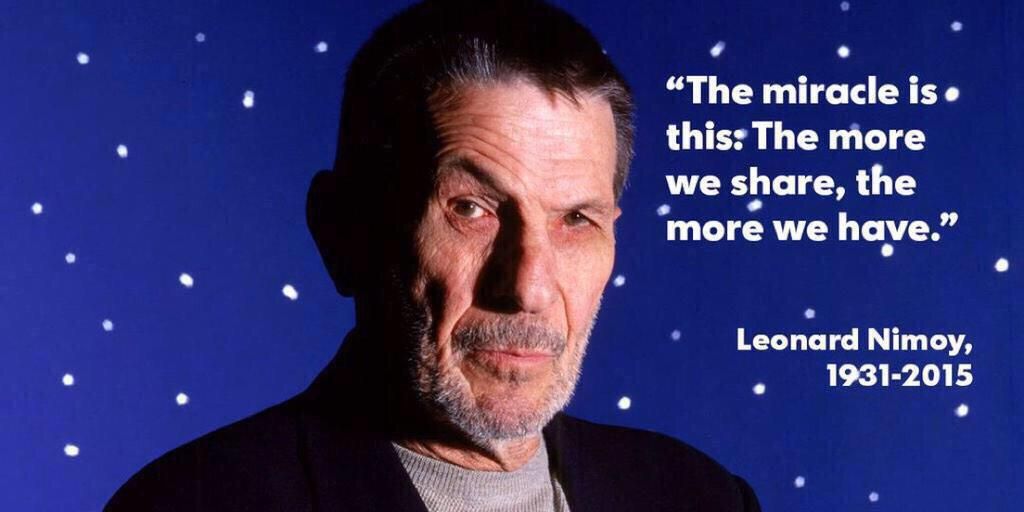 “The miracle is
this: The more
we share, the
more we have.”
Leonard Nimoy,
1931-2015